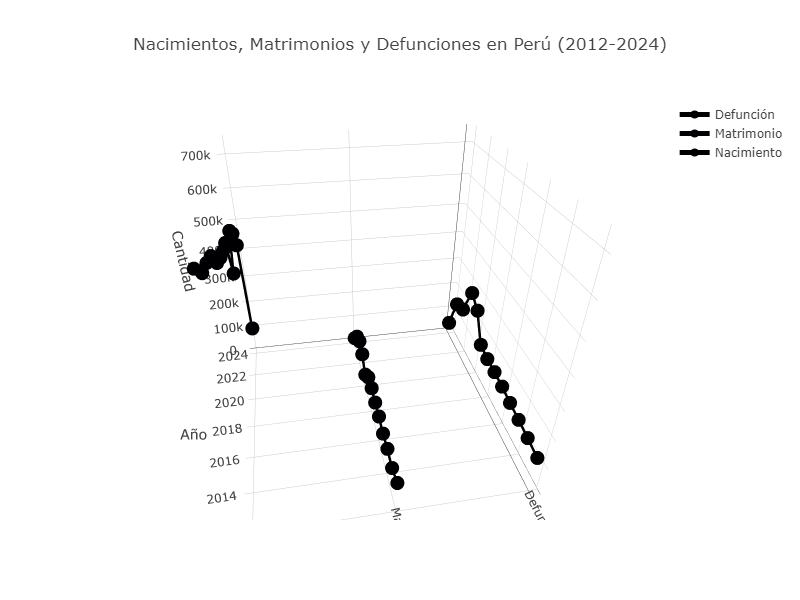 Nacimientos, Matrimonios y Defunciones en Perú (2012-2024)
Defunción
Matrimonio
Nacimiento
700k
600k
500k
Cantidad
300k
200k
100k
0
2024
2022
2020
2018
Año
2016
2014